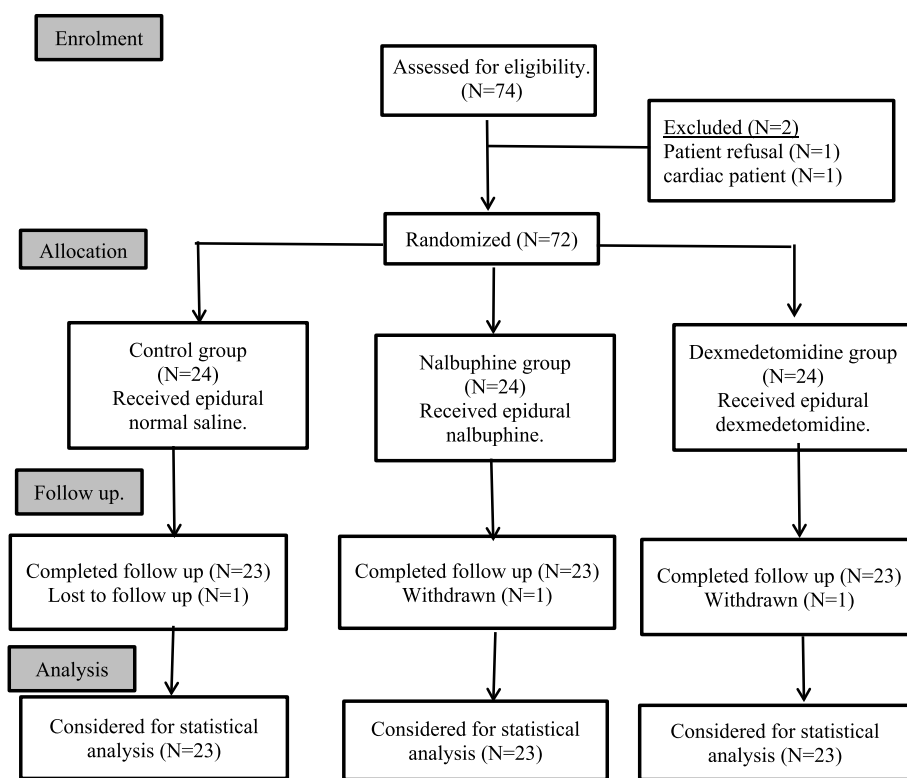 Enrolment
Assessed for eligibility.
(N=74)
Excluded (N=2)
Patient refusal (N=1)
cardiac patient (N=1)
Randomized (N=72)
Allocation
Control group
(N=24)
Received epidural
normal saline.
Nalbuphine group
(N=24)
Received epidural
nalbuphine.
Dexmedetomidine group
(N=24)
Received epidural
dexmedetomidine.
Follow up.
Completed follow up (N=23)
Lost to follow up (N=1)
Completed follow up (N=23)
Withdrawn (N=1)
Completed follow up (N=23)
Withdrawn (N=1)
Analysis
Considered for statistical
analysis (N=23)
Considered for statistical
analysis (N=23)
Considered for statistical
analysis (N=23)